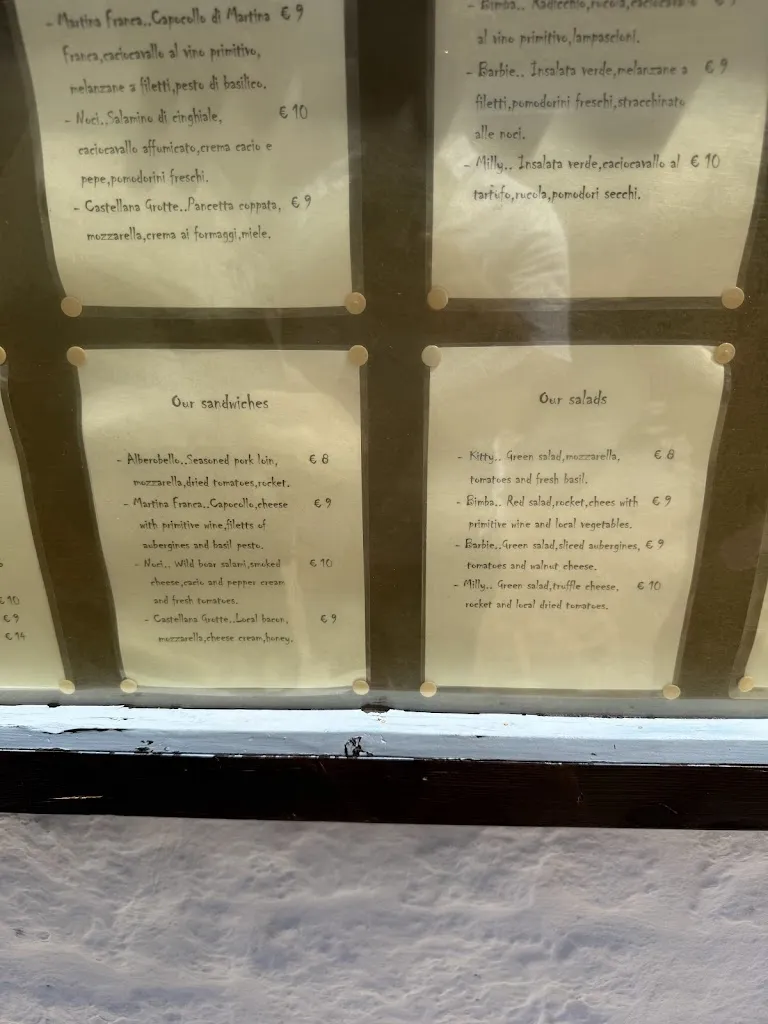 - Martina Franca..Capocollo di Martina € 9
Franca,caciocavallo al vino primitivo,
melanzane a filetti,pesto di basilico.
- Noci.,Salamino di cinghiale, € 10
caciocavallo affumicato,crema cacio e
pepe,pomodorini freschi.
- Castellana Grotte..Pancetta coppata, € 9
mozzarella,crema ai formaggi,miele.
- Bimba.. Radicchio,rucola,caciocavallo € 9
al vino primitivo,lampascioni.
- Barbie.. Insalata verde,melanzane a € 9
filetti,pomodorini freschi,stracchinato
alle noci.
- Milly.. Insalata verde,caciocavallo al € 10
tartufo,rucola,pomodori secchi.
€ 10
€ 9
€ 14
Our sandwiches
- Alberobello..Seasoned pork loin, € 8
mozzarella,dried tomatoes,rocket.
- Martina Franca..Capocollo,cheese € 9
with primitive wine,filetts of
aubergines and basil pesto.
- Noci.. Wild boar salami,smoked € 10
cheese,cacio and pepper cream
and fresh tomatoes.
- Castellana Grotte..Local bacon, € 9
mozzarella,cheese cream,honey.
Our salads
- Kitty.. Green salad,mozzarella, € 8
tomatoes and fresh basil.
- Bimba.. Red salad,rocket,chees with € 9
primitive wine and local vegetables.
- Barbie..Green salad,sliced aubergines, € 9
tomatoes and walnut cheese.
- Milly.. Green salad,truffle cheese, € 10
rocket and local dried tomatoes.